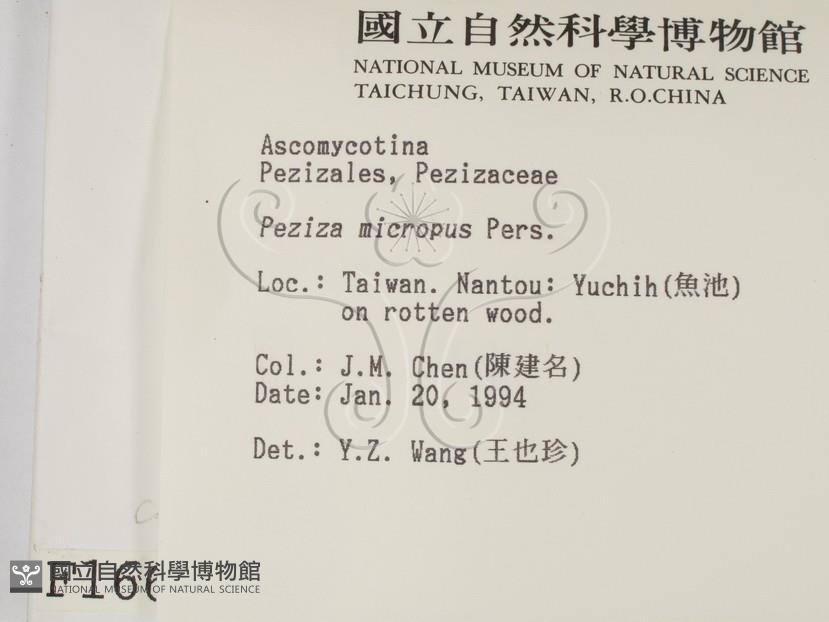 國立自然科學博物館
NATIONAL MUSEUM OF NATURAL SCIENCE
TAICHUNG, TAIWAN, R.O.CHINA
Ascomycotina
Pezizales, Pezizaceae
Peziza micropus Pers.
Loc.: Taiwan. Nantou: Yuchih(魚池)
on rotten wood.
Col.: J.M. Chen(陳建名)
Date: Jan. 20, 1994
Det.: Y.Z. Wang(王也珍)
國立自然科學博物館
NATIONAL MUSEUM OF NATURAL SCIENCE